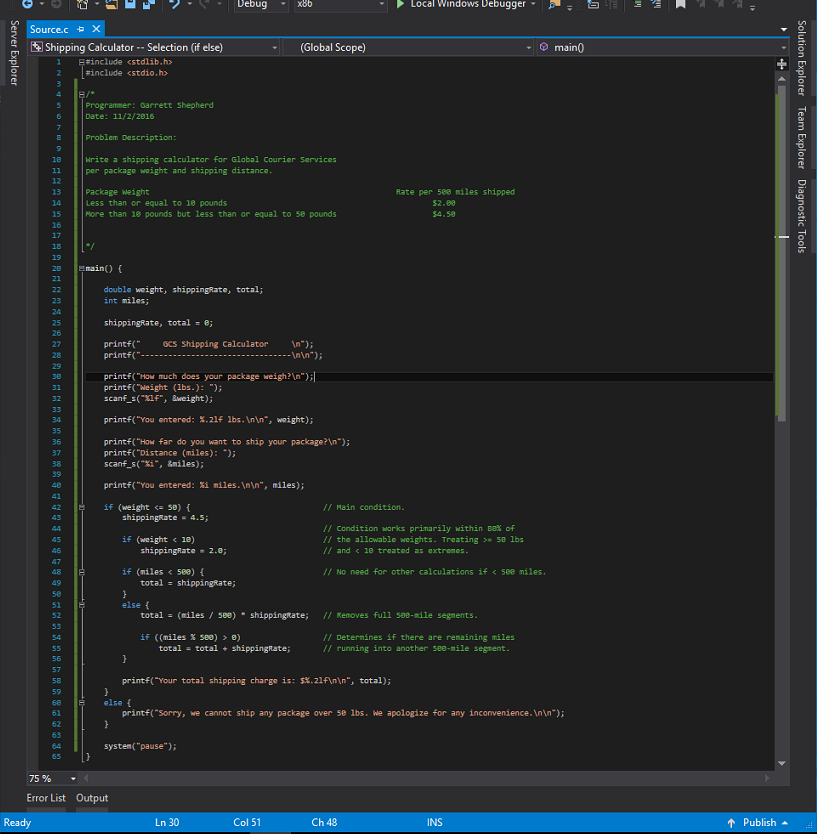 Debug x86 Local Windows Debugger
Source.c
Shipping Calculator -- Selection (if else) (Global Scope) main()
Server Explorer
Solution Explorer
Team Explorer
Diagnostic Tools
1 #include <stdlib.h>
2 #include <stdio.h>
3
4 /*
5 Programmer: Garrett Shepherd
6 Date: 11/2/2016
7
8 Problem Description:
9
10 Write a shipping calculator for Global Courier Services
11 per package weight and shipping distance.
12
13 Package Weight Rate per 500 miles shipped
14 Less than or equal to 10 pounds $2.00
15 More than 10 pounds but less than or equal to 50 pounds $4.50
16
17
18 */
19
20 main() {
21
22 double weight, shippingRate, total;
23 int miles;
24
25 shippingRate, total = 0;
26
27 printf("     GCS Shipping Calculator     \n");
28 printf("---------------------------------\n\n");
29
30 printf("How much does your package weigh?\n");
31 printf("Weight (lbs.): ");
32 scanf_s("%lf", &weight);
33
34 printf("You entered: %.2lf lbs.\n\n", weight);
35
36 printf("How far do you want to ship your package?\n");
37 printf("Distance (miles): ");
38 scanf_s("%i", &miles);
39
40 printf("You entered: %i miles.\n\n", miles);
41
42 if (weight <= 50) { // Main condition.
43 shippingRate = 4.5;
44 // Condition works primarily within 80% of
45 if (weight < 10) // the allowable weights. Treating >= 50 lbs
46 shippingRate = 2.0; // and < 10 treated as extremes.
47
48 if (miles < 500) { // No need for other calculations if < 500 miles.
49 total = shippingRate;
50 }
51 else {
52 total = (miles / 500) * shippingRate; // Removes full 500-mile segments.
53
54 if ((miles % 500) > 0) // Determines if there are remaining miles
55 total = total + shippingRate; // running into another 500-mile segment.
56 }
57
58 printf("Your total shipping charge is: $%.2lf\n\n", total);
59 }
60 else {
61 printf("Sorry, we cannot ship any package over 50 lbs. We apologize for any inconvenience.\n\n");
62 }
63
64 system("pause");
65 }
75 %
Error List Output
Ready Ln 30 Col 51 Ch 48 INS Publish